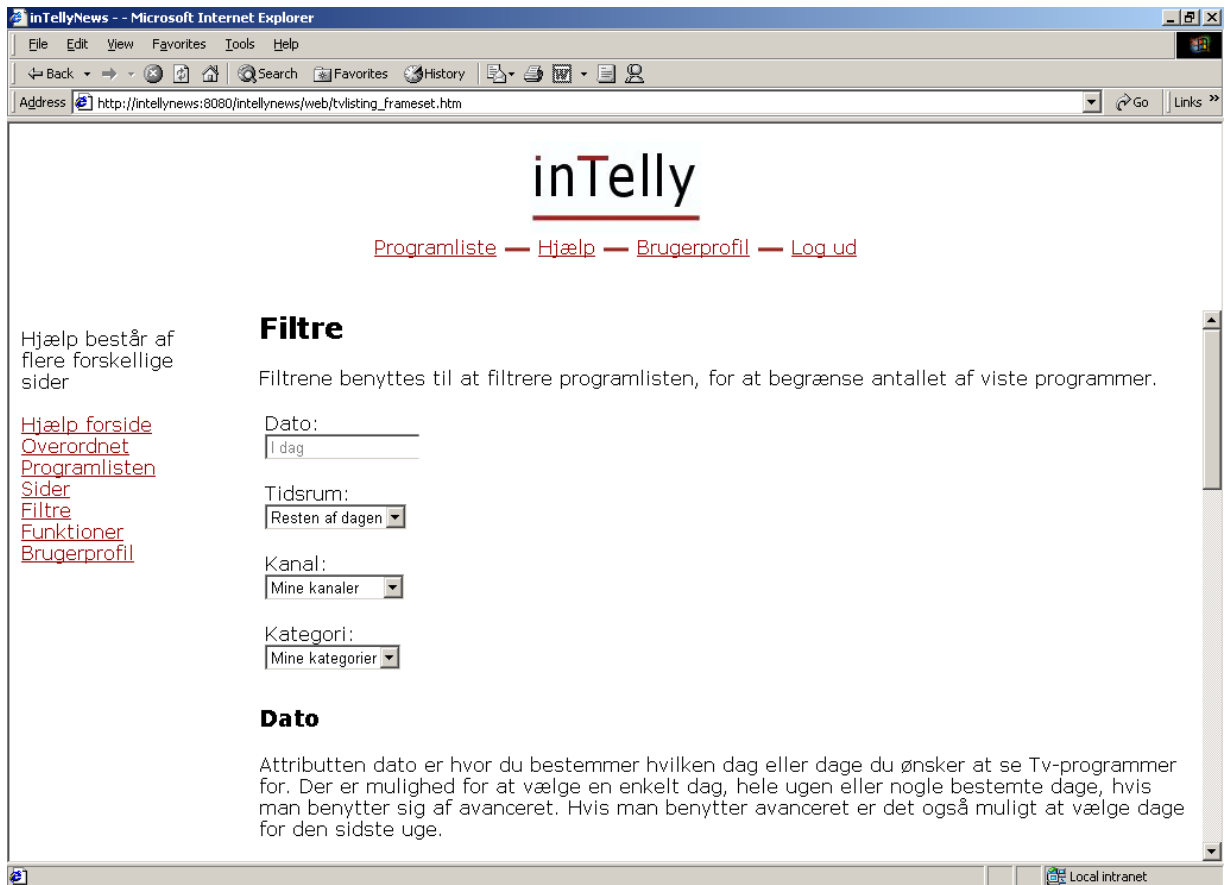 inTellyNews - - Microsoft Internet Explorer
File Edit View Favorites Tools Help
Back Search Favorites History
Address http://intellynews:8080/intellynews/web/tvlisting_frameset.htm Go Links »
inTelly
Programliste — Hjælp — Brugerprofil — Log ud
Hjælp består af
flere forskellige
sider
Hjælp forside
Overordnet
Programlisten
Sider
Filtre
Funktioner
Brugerprofil
Filtre
Filtrene benyttes til at filtrere programlisten, for at begrænse antallet af viste programmer.
Dato:
I dag
Tidsrum:
Resten af dagen
Kanal:
Mine kanaler
Kategori:
Mine kategorier
Dato
Attributten dato er hvor du bestemmer hvilken dag eller dage du ønsker at se Tv-programmer
for. Der er mulighed for at vælge en enkelt dag, hele ugen eller nogle bestemte dage, hvis
man benytter sig af avanceret. Hvis man benytter avanceret er det også muligt at vælge dage
for den sidste uge.
Local intranet